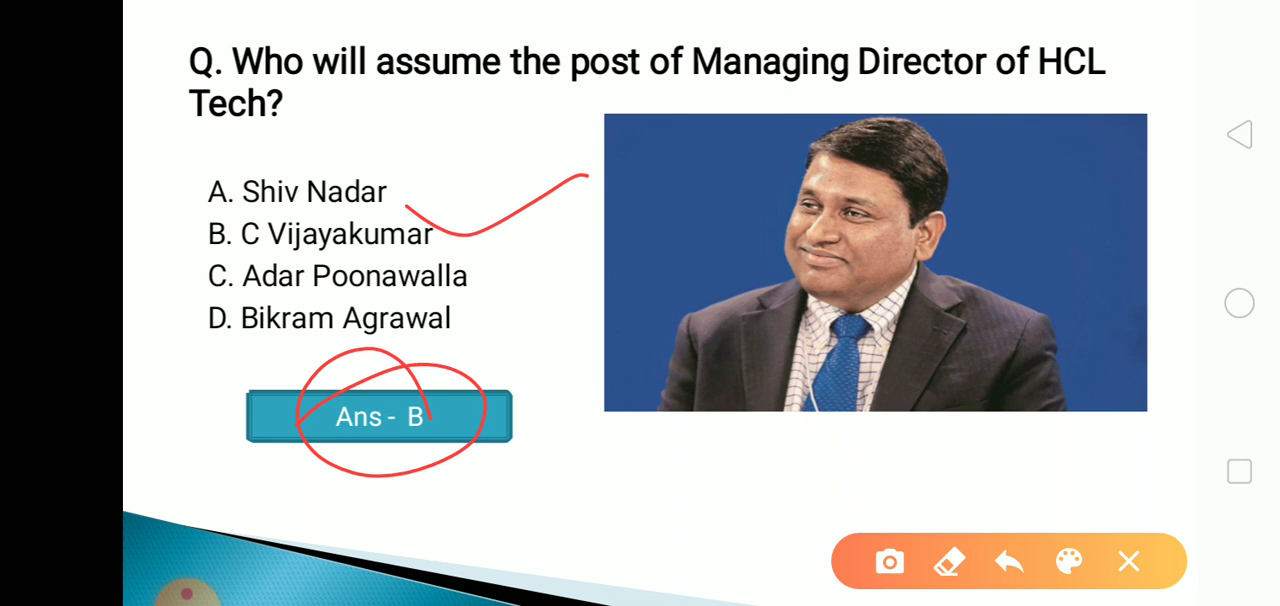 Q. Who will assume the post of Managing Director of HCL
Tech?
A. Shiv Nadar
B. C Vijayakumar
C. Adar Poonawalla
D. Bikram Agrawal
Ans - B